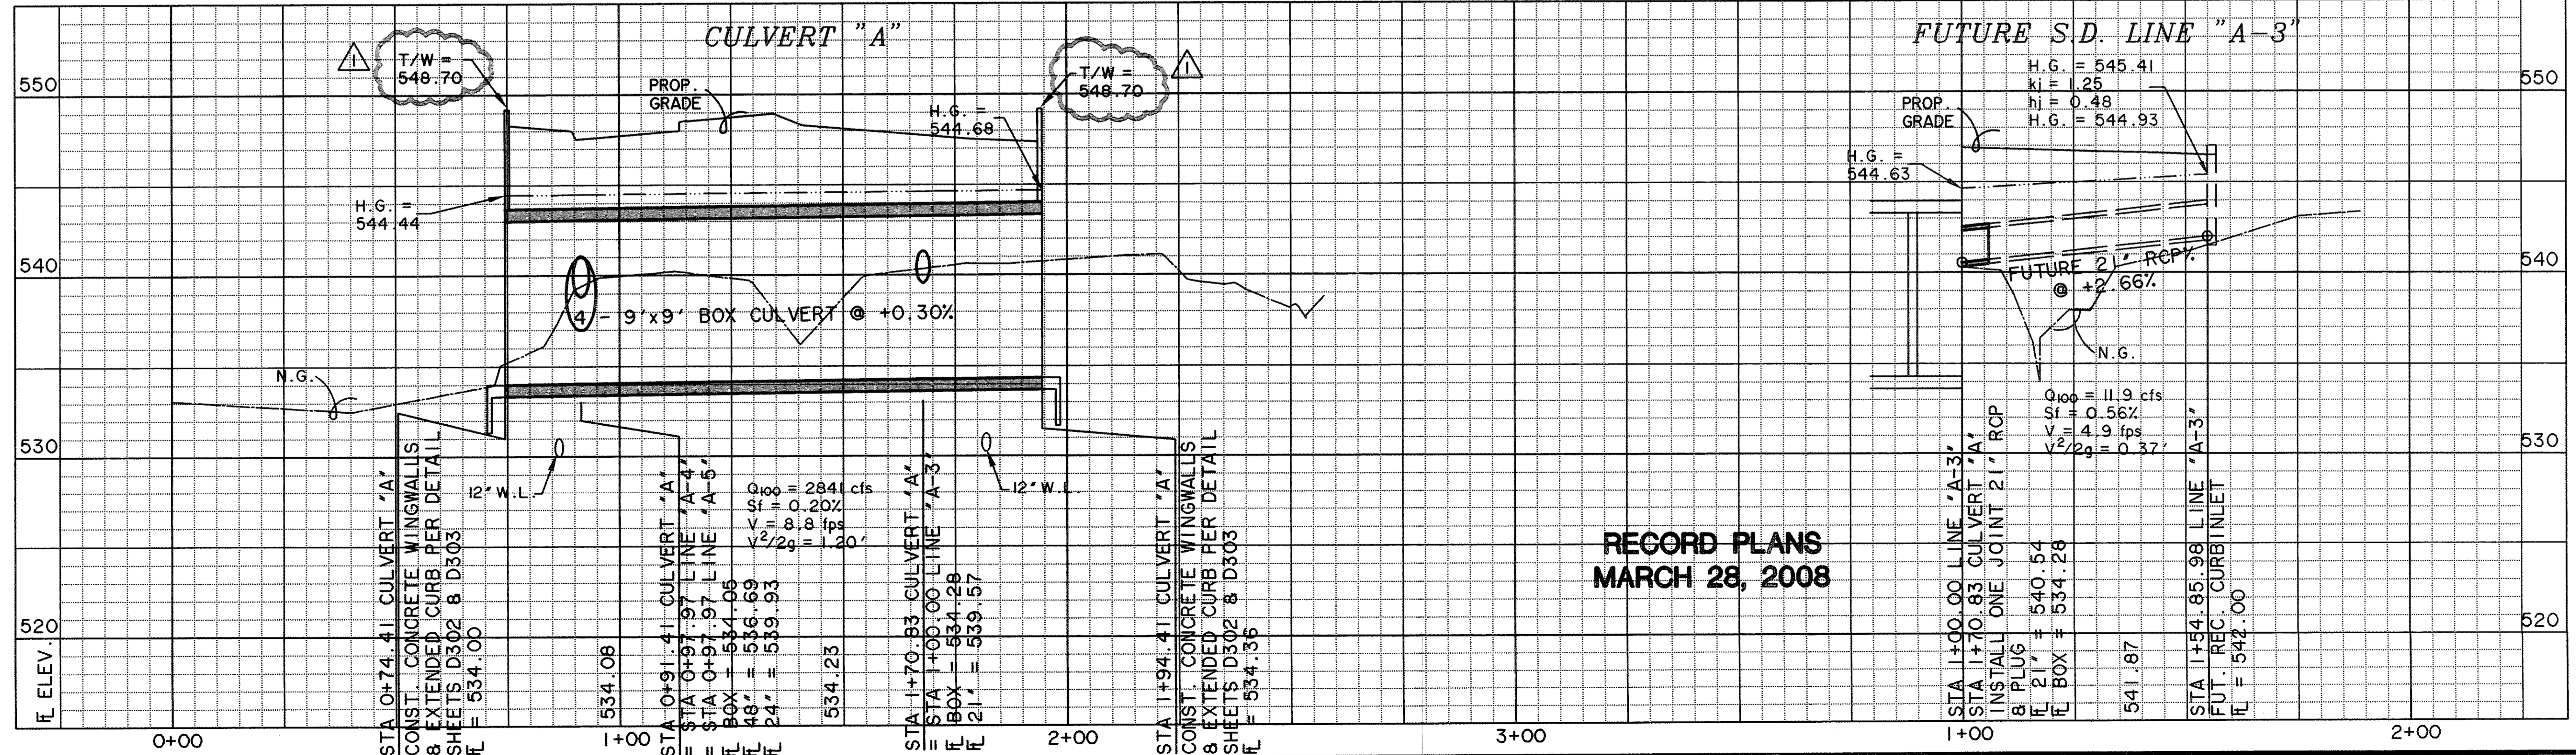 CULVERT "A"
T/W =
548.70
1
PROP.
GRADE
H.G. =
544.68
T/W =
548.70
1
550
H.G. =
544.44
540
4 - 9'x9' BOX CULVERT @ +0.30%
N.G.
530
12" W.L.
Q100 = 2841 cfs
Sf = 0.20%
V = 8.8 fps
V²/2g = 1.20'
12" W.L.
520
FL ELEV.
STA 0+74.41 CULVERT "A"
CONST. CONCRETE WINGWALLS
& EXTENDED CURB PER DETAIL
SHEETS D302 & D303
FL = 534.00
534.08
STA 0+91.41 CULVERT "A"
= STA 0+97.97 LINE "A-4"
= STA 0+97.97 LINE "A-5"
FL BOX = 534.05
FL 48" = 536.69
FL 24" = 539.93
534.23
STA 1+70.83 CULVERT "A"
= STA 1+00.00 LINE "A-3"
FL BOX = 534.28
FL 21" = 539.57
STA 1+94.41 CULVERT "A"
CONST. CONCRETE WINGWALLS
& EXTENDED CURB PER DETAIL
SHEETS D302 & D303
FL = 534.36
0+00
1+00
2+00
3+00
RECORD PLANS
MARCH 28, 2008
FUTURE S.D. LINE "A-3"
H.G. = 545.41
kj = 1.25
hj = 0.48
H.G. = 544.93
PROP.
GRADE
H.G. =
544.63
550
540
FUTURE 21" RCP
@ +2.66%
N.G.
Q100 = 11.9 cfs
Sf = 0.56%
V = 4.9 fps
V²/2g = 0.37'
530
520
STA 1+00.00 LINE "A-3"
STA 1+70.83 CULVERT "A"
INSTALL ONE JOINT 21" RCP
& PLUG
FL 21" = 540.54
FL BOX = 534.28
541.87
STA 1+54.85.98 LINE "A-3"
FUT. REC. CURB INLET
FL = 542.00
1+00
2+00